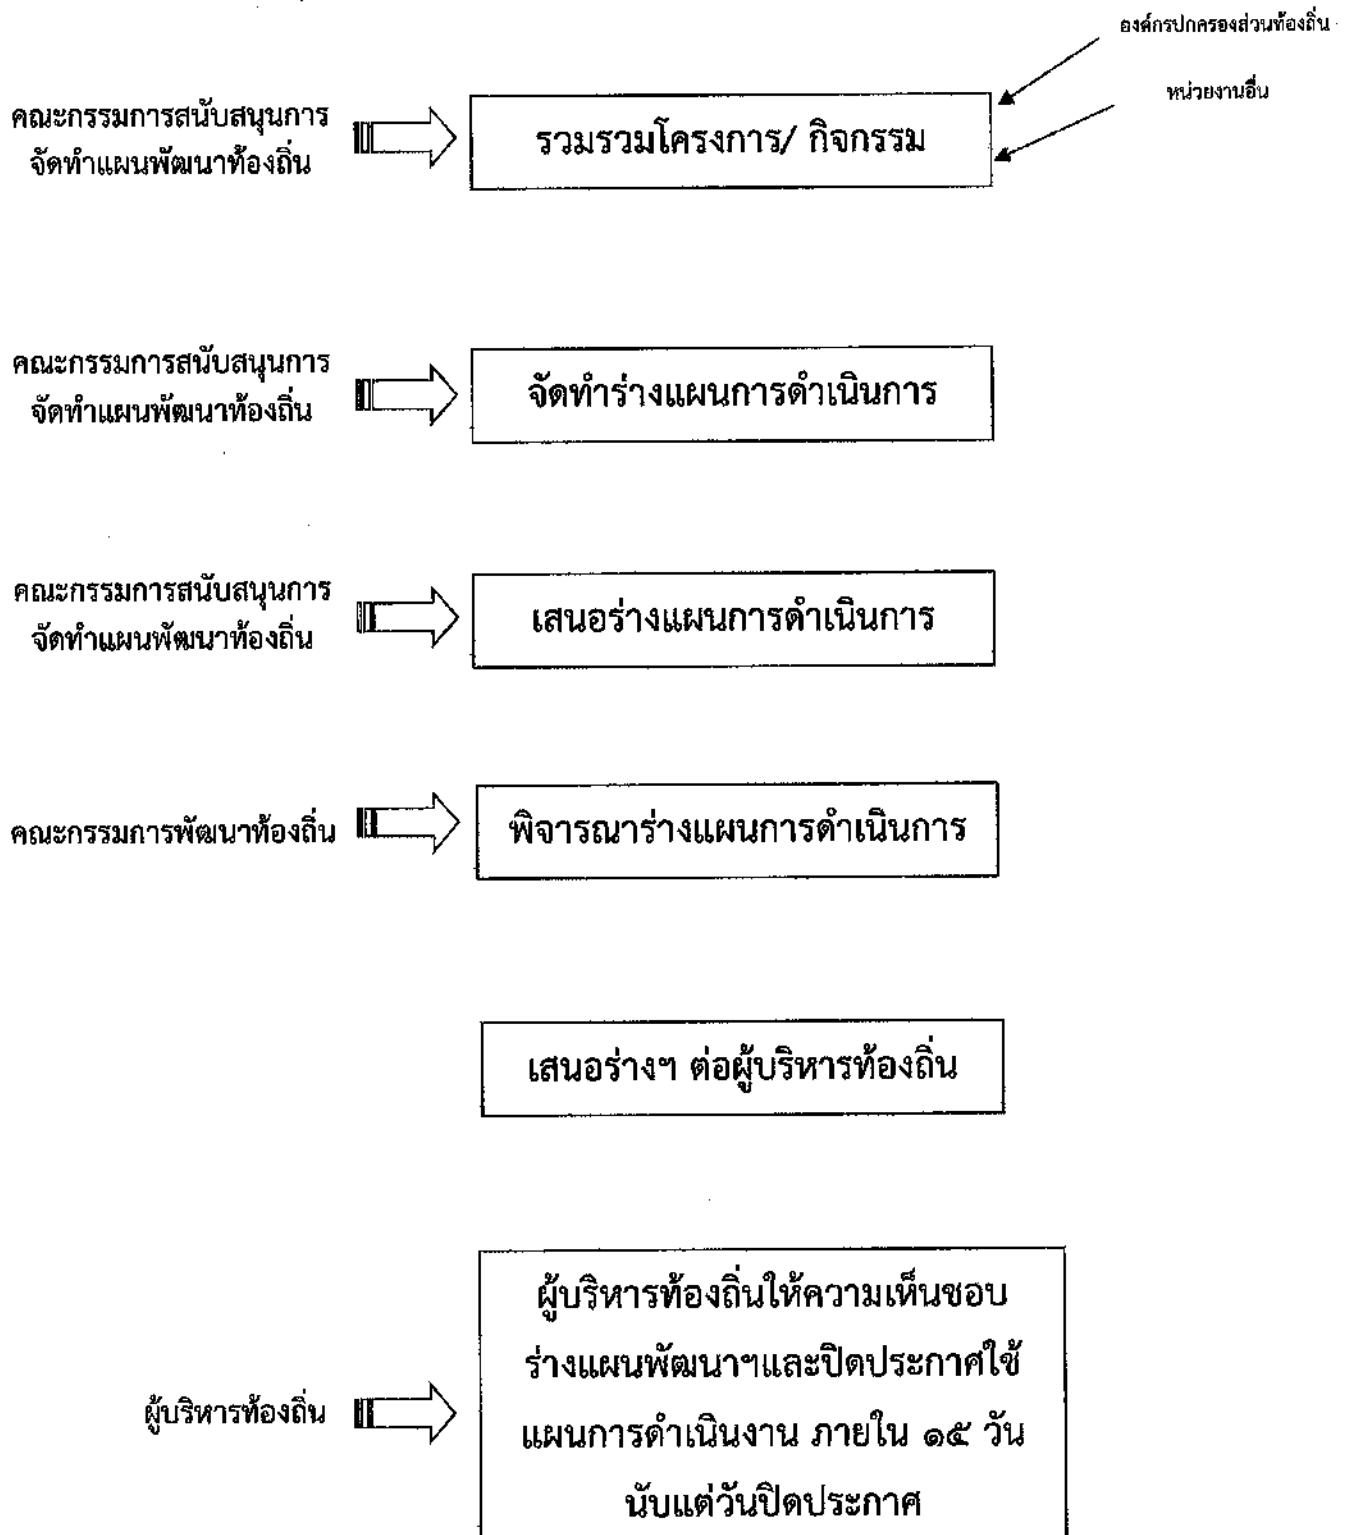 องค์กรปกครองส่วนท้องถิ่น
หน่วยงานอื่น
คณะกรรมการสนับสนุนการ
จัดทำแผนพัฒนาท้องถิ่น
รวมรวมโครงการ/ กิจกรรม
คณะกรรมการสนับสนุนการ
จัดทำแผนพัฒนาท้องถิ่น
จัดทำร่างแผนการดำเนินการ
คณะกรรมการสนับสนุนการ
จัดทำแผนพัฒนาท้องถิ่น
เสนอร่างแผนการดำเนินการ
คณะกรรมการพัฒนาท้องถิ่น
พิจารณาร่างแผนการดำเนินการ
เสนอร่างฯ ต่อผู้บริหารท้องถิ่น
ผู้บริหารท้องถิ่น
ผู้บริหารท้องถิ่นให้ความเห็นชอบ
ร่างแผนพัฒนาฯและปิดประกาศใช้
แผนการดำเนินงาน ภายใน ๑๕ วัน
นับแต่วันปิดประกาศ